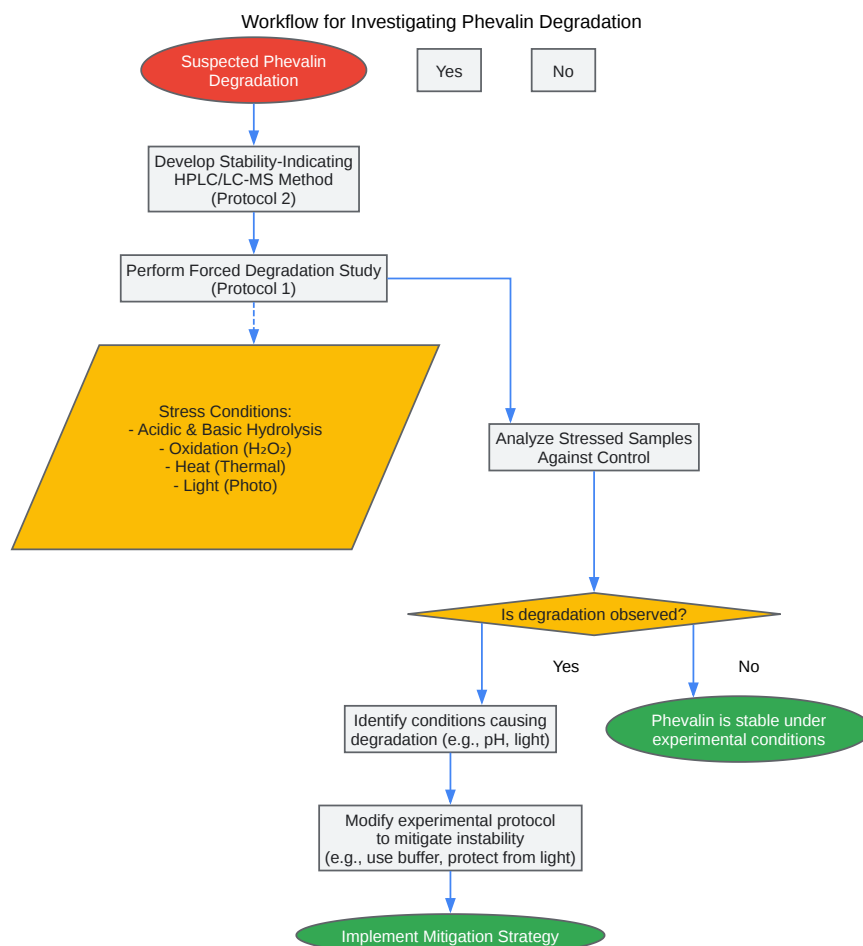 Workflow for Investigating Phevalin Degradation
Suspected Phevalin
Degradation
Yes
No
Develop Stability-Indicating
HPLC/LC-MS Method
(Protocol 2)
Perform Forced Degradation Study
(Protocol 1)
Stress Conditions:
- Acidic & Basic Hydrolysis
- Oxidation (H₂O₂)
- Heat (Thermal)
- Light (Photo)
Analyze Stressed Samples
Against Control
Is degradation observed?
Yes
No
Identify conditions causing
degradation (e.g., pH, light)
Phevalin is stable under
experimental conditions
Modify experimental protocol
to mitigate instability
(e.g., use buffer, protect from light)
Implement Mitigation Strategy